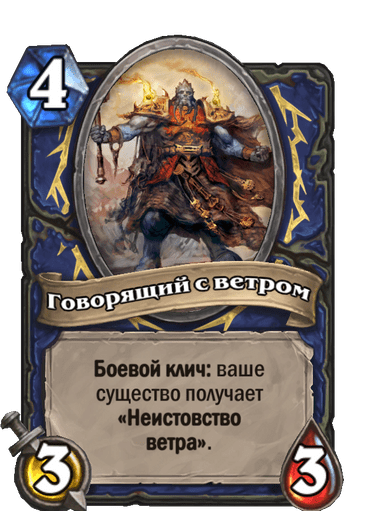 4
Говорящий с ветром
Боевой клич: ваше
существо получает
«Неистовство
ветра».
3
3